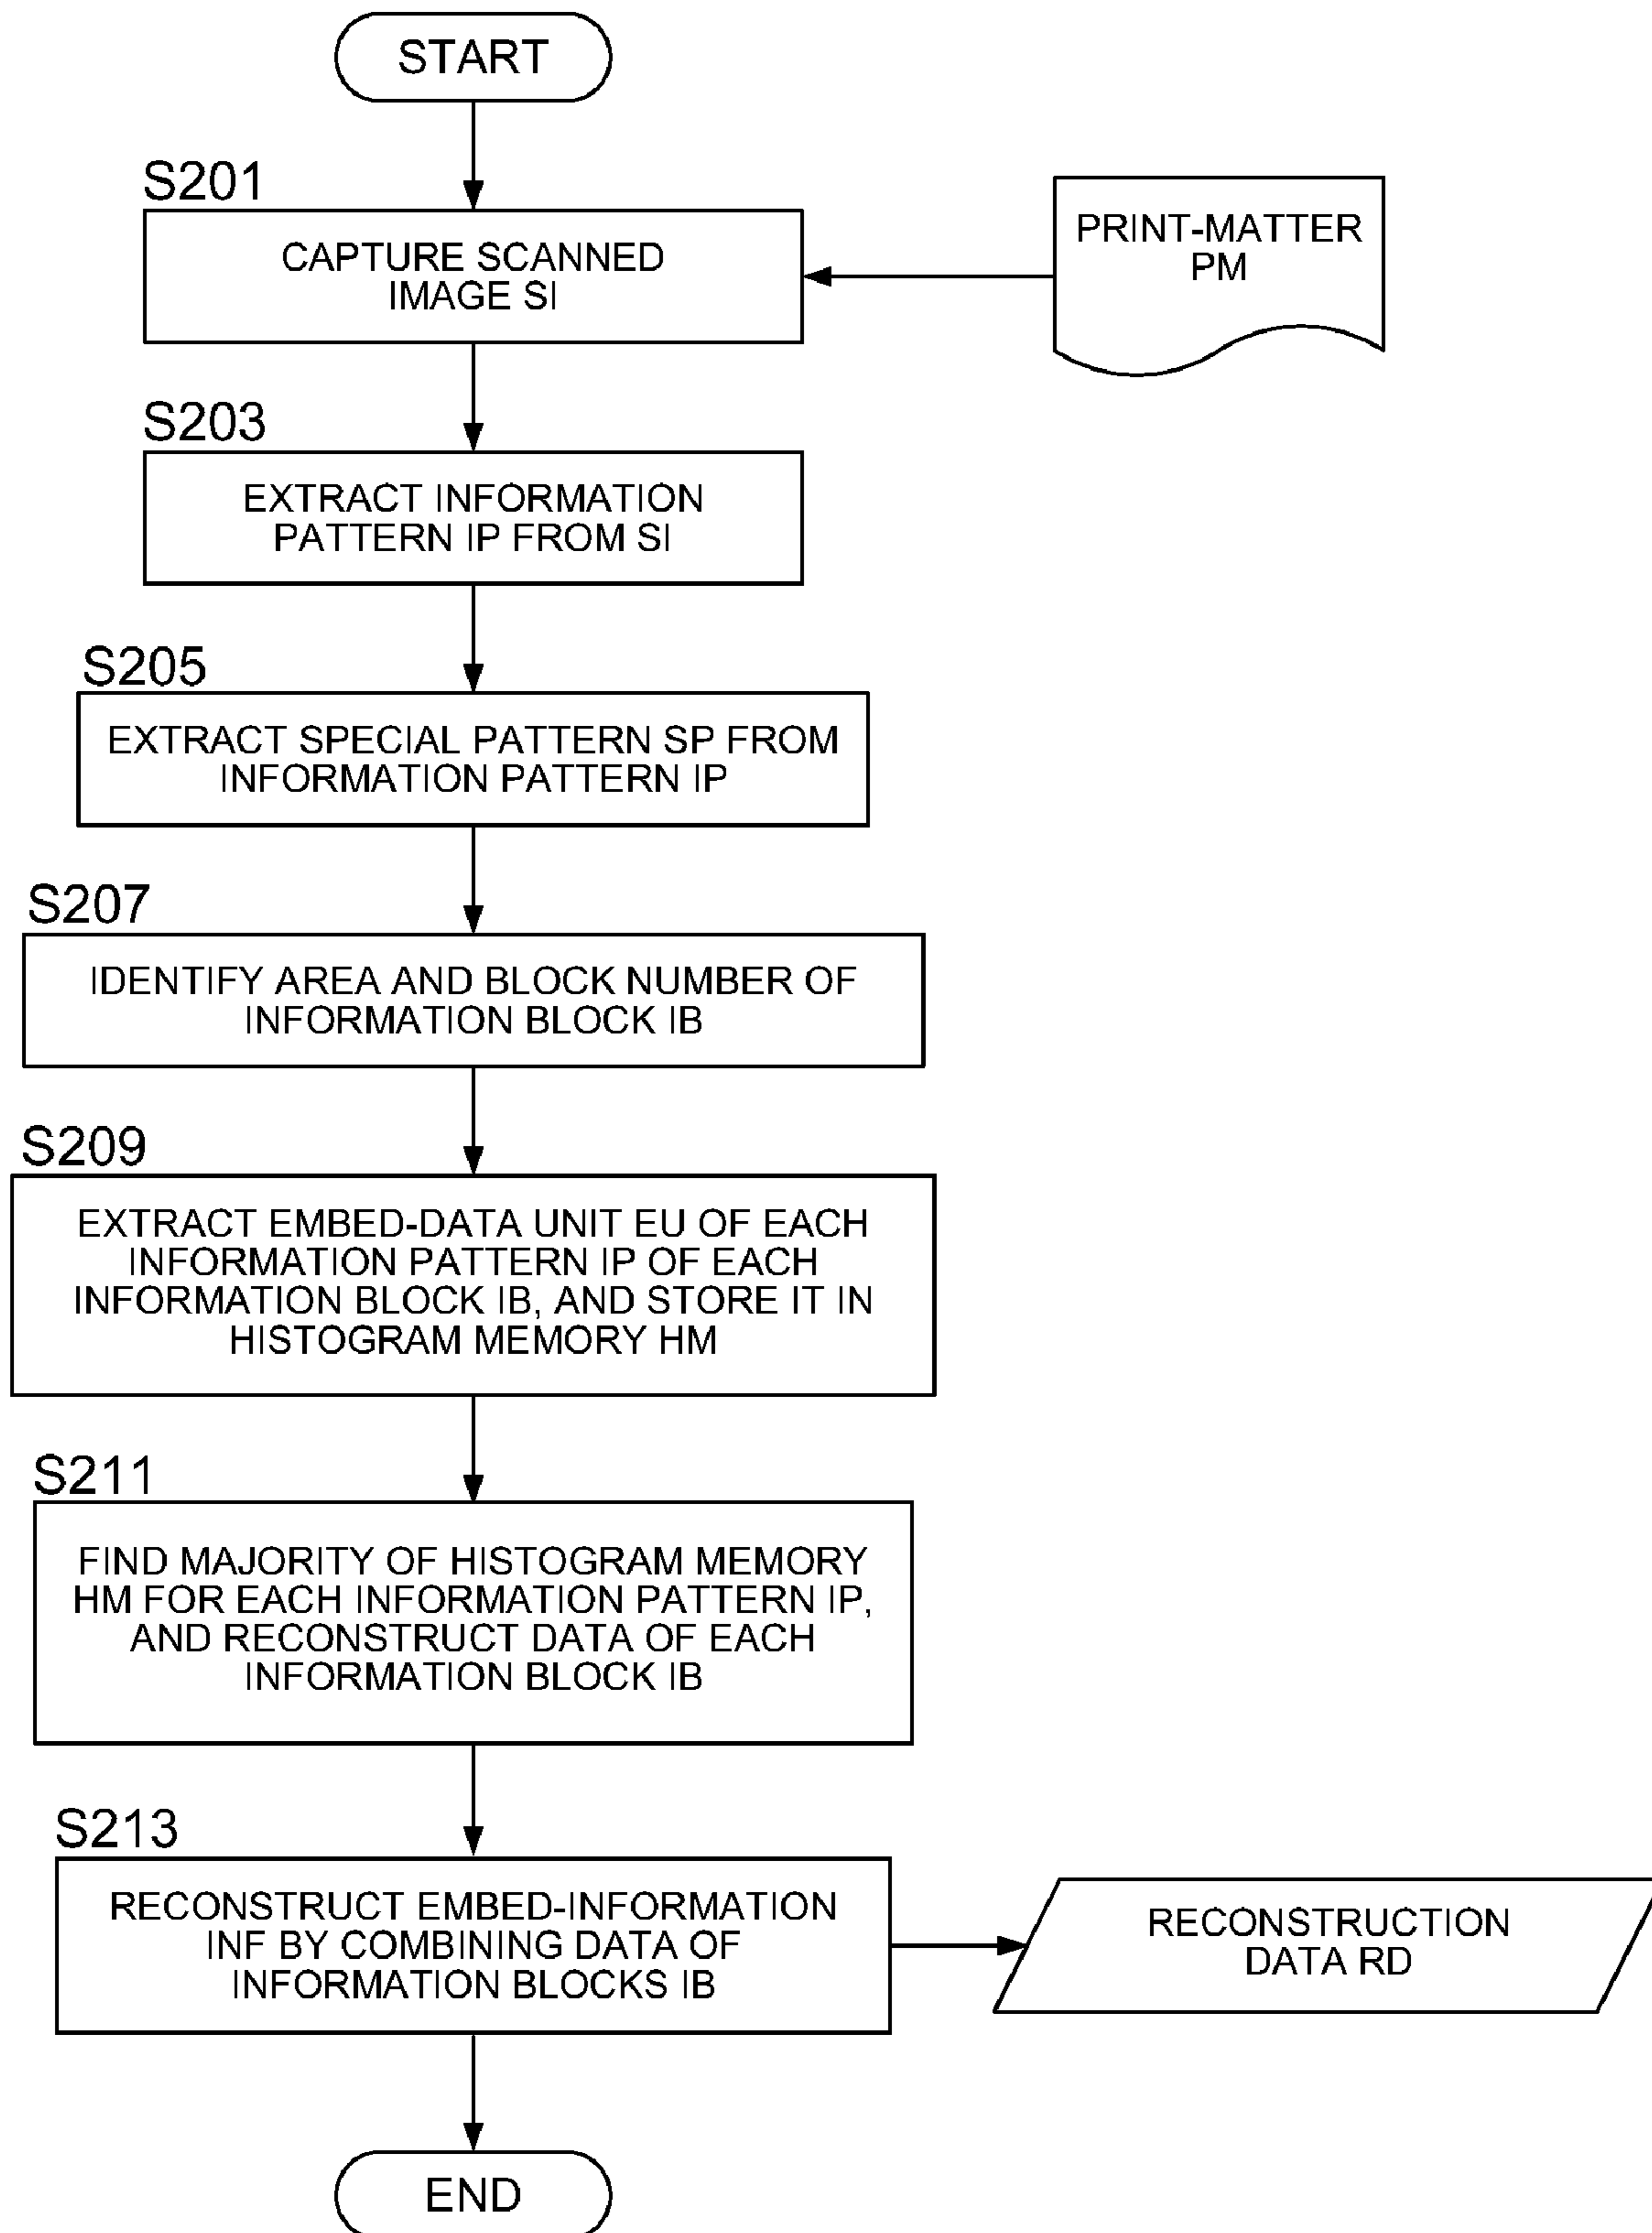 START
S201
CAPTURE SCANNED
IMAGE SI
PRINT-MATTER
PM
S203
EXTRACT INFORMATION
PATTERN IP FROM SI
S205
EXTRACT SPECIAL PATTERN SP FROM
INFORMATION PATTERN IP
S207
IDENTIFY AREA AND BLOCK NUMBER OF
INFORMATION BLOCK IB
S209
EXTRACT EMBED-DATA UNIT EU OF EACH
INFORMATION PATTERN IP OF EACH
INFORMATION BLOCK IB, AND STORE IT IN
HISTOGRAM MEMORY HM
S211
FIND MAJORITY OF HISTOGRAM MEMORY
HM FOR EACH INFORMATION PATTERN IP,
AND RECONSTRUCT DATA OF EACH
INFORMATION BLOCK IB
S213
RECONSTRUCT EMBED-INFORMATION
INF BY COMBINING DATA OF
INFORMATION BLOCKS IB
RECONSTRUCTION
DATA RD
END